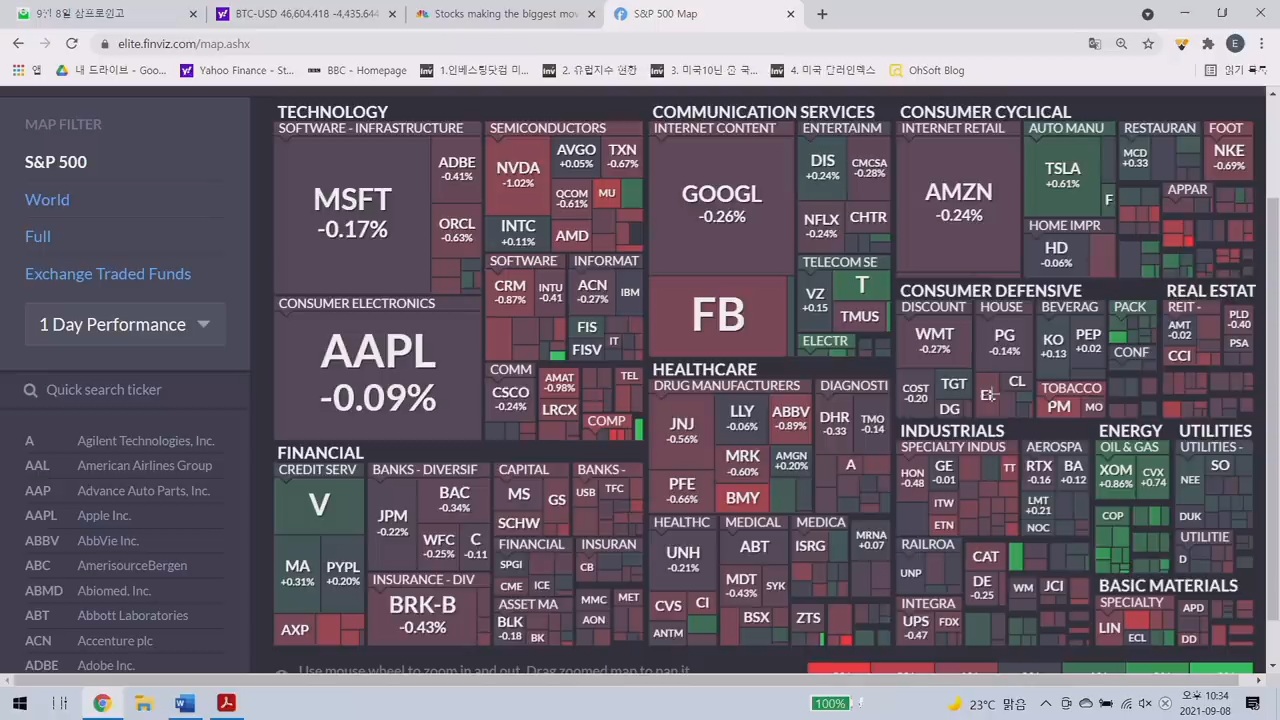 9월 8일 삼프로인고
BTC-USD 46,604.418 -4,435.644
Stocks making the biggest mov
S&P 500 Map
elite.finviz.com/map.ashx
앱
내 드라이브 - Goo...
Yahoo Finance - St...
BBC - Homepage
1.인베스팅닷컴 미...
2. 유럽지수 현황
3. 미국10년 은 국...
4. 미국 달러인덱스
OhSoft Blog
읽기 목록
MAP FILTER
S&P 500
World
Full
Exchange Traded Funds
1 Day Performance
Quick search ticker
A Agilent Technologies, Inc.
AAL American Airlines Group
AAP Advance Auto Parts, Inc.
AAPL Apple Inc.
ABBV AbbVie Inc.
ABC AmerisourceBergen
ABMD Abiomed, Inc.
ABT Abbott Laboratories
ACN Accenture plc
ADBE Adobe Inc.
TECHNOLOGY
SOFTWARE - INFRASTRUCTURE
MSFT
-0.17%
ADBE
-0.41%
ORCL
-0.63%
SEMICONDUCTORS
NVDA
-1.02%
AVGO
+0.05%
TXN
-0.67%
QCOM
-0.61%
MU
INTC
+0.11%
AMD
SOFTWARE
CRM
-0.87%
INTU
-0.41
INFORMAT
ACN
-0.27%
IBM
FIS
FISV
IT
CONSUMER ELECTRONICS
AAPL
-0.09%
COMM
CSCO
-0.24%
AMAT
-0.98%
LRCX
TEL
COMP
COMMUNICATION SERVICES
INTERNET CONTENT
GOOGL
-0.26%
FB
ENTERTAINM
DIS
+0.24%
CMCSA
-0.28%
NFLX
-0.24%
CHTR
TELECOM SE
VZ
+0.15
T
TMUS
ELECTR
CONSUMER CYCLICAL
INTERNET RETAIL
AMZN
-0.24%
AUTO MANU
TSLA
+0.61%
F
HOME IMPR
HD
-0.06%
RESTAURAN
MCD
+0.33
FOOT
NKE
-0.69%
APPAR
CONSUMER DEFENSIVE
DISCOUNT
WMT
-0.27%
COST
-0.20
TGT
DG
HOUSE
PG
-0.14%
CL
BEVERAG
KO
+0.13
PEP
+0.02
TOBACCO
PM
MO
PACK
CONF
REAL ESTAT
REIT -
AMT
-0.02
PLD
-0.40
PSA
CCI
HEALTHCARE
DRUG MANUFACTURERS
JNJ
-0.56%
LLY
-0.06%
ABBV
-0.89%
PFE
-0.66%
MRK
-0.60%
AMGN
+0.20%
BMY
DIAGNOSTI
DHR
-0.33
TMO
-0.14
A
HEALTHC
UNH
-0.21%
CVS
CI
ANTM
MEDICAL
ABT
MDT
-0.43%
SYK
BSX
MEDICA
ISRG
MRNA
+0.07
ZTS
FINANCIAL
CREDIT SERV
V
MA
+0.31%
PYPL
+0.20%
AXP
BANKS - DIVERSIF
JPM
-0.22%
BAC
-0.34%
WFC
-0.25%
C
-0.11
INSURANCE - DIV
BRK-B
-0.43%
CAPITAL
MS
GS
SCHW
BANKS -
USB
TFC
FINANCIAL
SPGI
CME
ICE
INSURAN
CB
MMC
MET
AON
ASSET MA
BLK
-0.18
BK
INDUSTRIALS
SPECIALTY INDUS
HON
-0.48
GE
-0.01
TT
ITW
ETN
AEROSPA
RTX
-0.16
BA
+0.12
LMT
+0.21
NOC
RAILROA
UNP
CAT
DE
-0.25
WM
JCI
INTEGRA
UPS
-0.47
FDX
ENERGY
OIL & GAS
XOM
+0.86%
CVX
+0.74
COP
UTILITIES
UTILITIES -
NEE
SO
DUK
UTILITIE
D
BASIC MATERIALS
SPECIALTY
LIN
ECL
APD
DD
Use mouse wheel to zoom in and out. Drag zoomed map to pan it.
100%
23°C 맑음
오후 10:34
2021-09-08